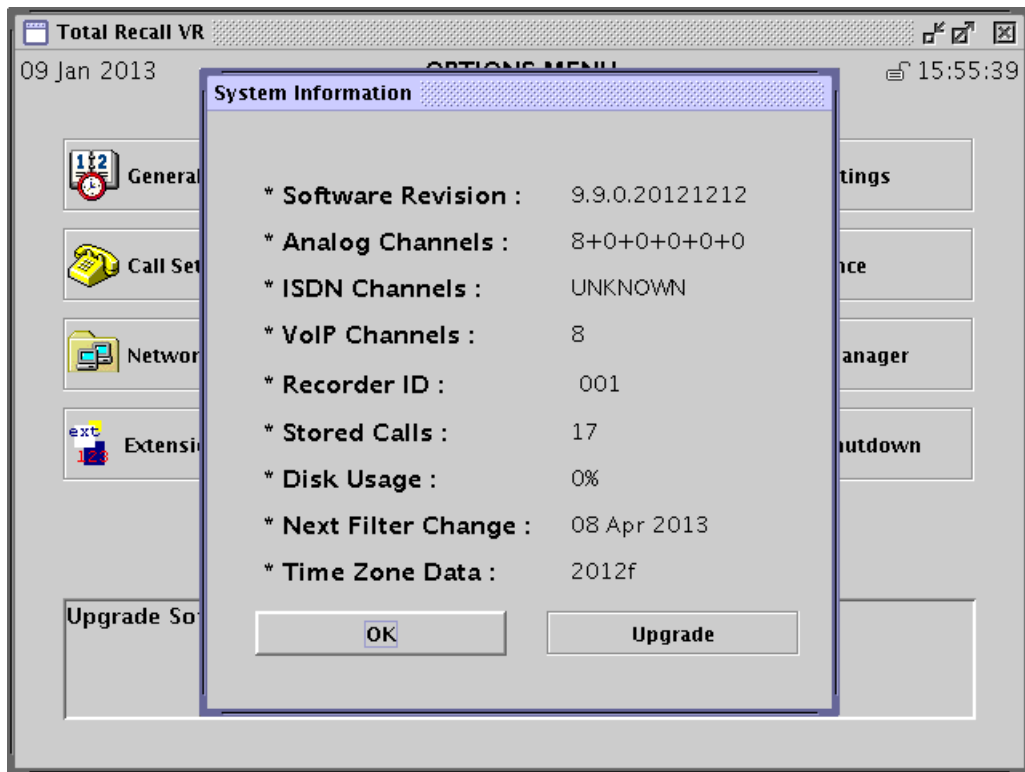 Total Recall VR
09 Jan 2013
15:55:39
System Information
General
tings
* Software Revision : 9.9.0.20121212
* Analog Channels : 8+0+0+0+0+0
Call Set
nce
* ISDN Channels : UNKNOWN
* VoIP Channels : 8
Networ
anager
* Recorder ID : 001
* Stored Calls : 17
ext
123
Extensi
utdown
* Disk Usage : 0%
* Next Filter Change : 08 Apr 2013
* Time Zone Data : 2012f
Upgrade So
OK
Upgrade